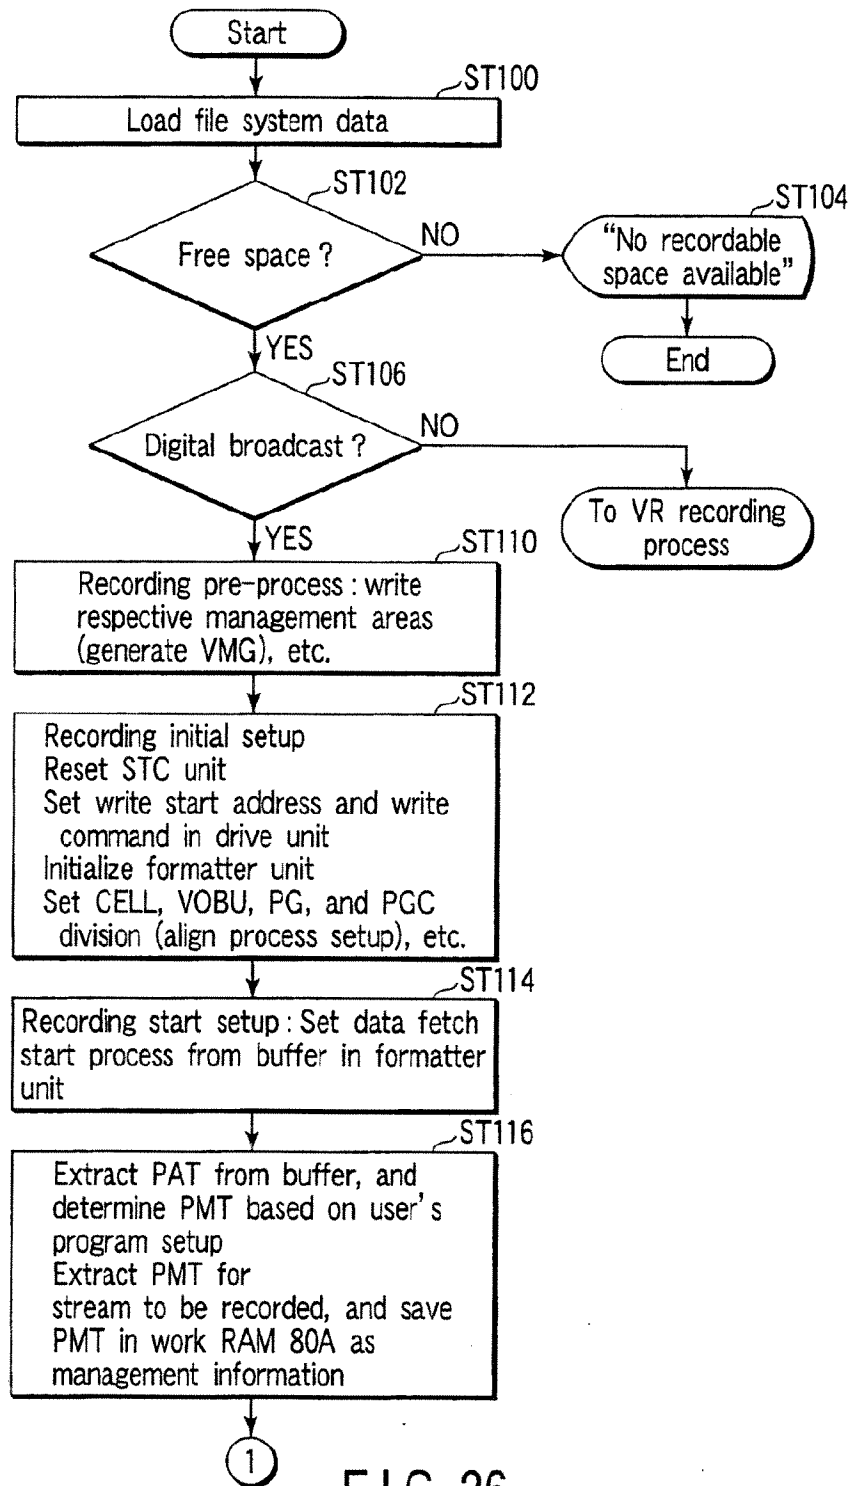 Start
ST100
Load file system data
ST102
Free space ?
NO
ST104
“No recordable
space available”
End
YES
ST106
Digital broadcast ?
NO
To VR recording
process
YES
ST110
Recording pre-process : write
respective management areas
(generate VMG), etc.
ST112
Recording initial setup
Reset STC unit
Set write start address and write
command in drive unit
Initialize formatter unit
Set CELL, VOBU, PG, and PGC
division (align process setup), etc.
ST114
Recording start setup : Set data fetch
start process from buffer in formatter
unit
ST116
Extract PAT from buffer, and
determine PMT based on user's
program setup
Extract PMT for
stream to be recorded, and save
PMT in work RAM 80A as
management information
1
FIG. 26